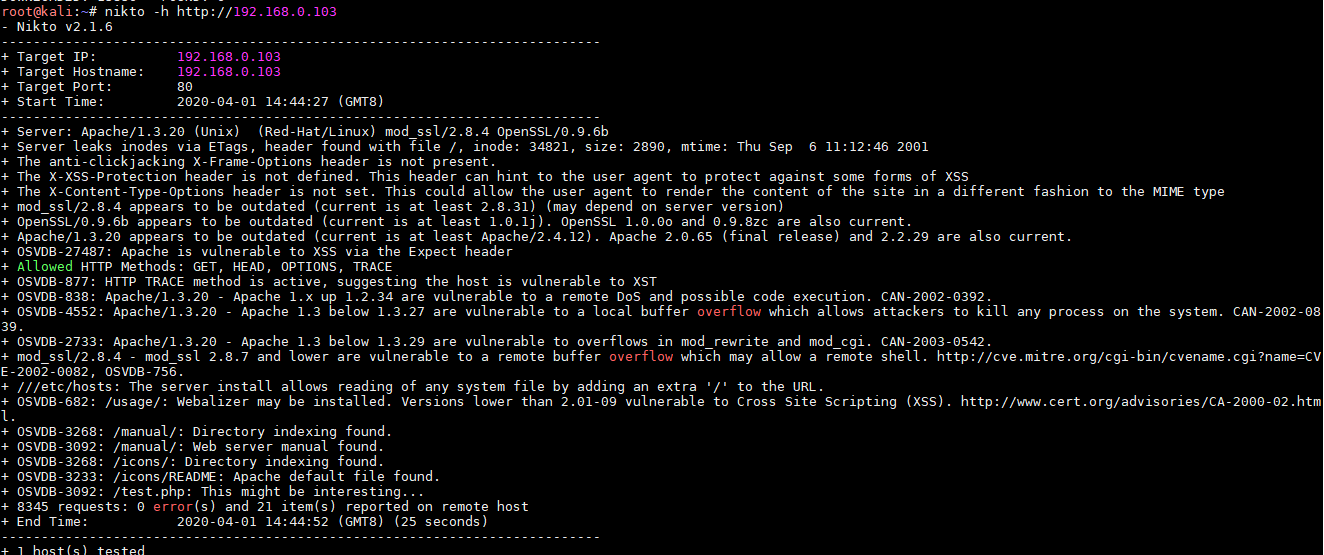 root@kali:~# nikto -h http://192.168.0.103
- Nikto v2.1.6
---------------------------------------------------------------------------
+ Target IP:          192.168.0.103
+ Target Hostname:    192.168.0.103
+ Target Port:        80
+ Start Time:         2020-04-01 14:44:27 (GMT8)
---------------------------------------------------------------------------
+ Server: Apache/1.3.20 (Unix)  (Red-Hat/Linux) mod_ssl/2.8.4 OpenSSL/0.9.6b
+ Server leaks inodes via ETags, header found with file /, inode: 34821, size: 2890, mtime: Thu Sep  6 11:12:46 2001
+ The anti-clickjacking X-Frame-Options header is not present.
+ The X-XSS-Protection header is not defined. This header can hint to the user agent to protect against some forms of XSS
+ The X-Content-Type-Options header is not set. This could allow the user agent to render the content of the site in a different fashion to the MIME type
+ mod_ssl/2.8.4 appears to be outdated (current is at least 2.8.31) (may depend on server version)
+ OpenSSL/0.9.6b appears to be outdated (current is at least 1.0.1j). OpenSSL 1.0.0o and 0.9.8zc are also current.
+ Apache/1.3.20 appears to be outdated (current is at least Apache/2.4.12). Apache 2.0.65 (final release) and 2.2.29 are also current.
+ OSVDB-27487: Apache is vulnerable to XSS via the Expect header
+ Allowed HTTP Methods: GET, HEAD, OPTIONS, TRACE
+ OSVDB-877: HTTP TRACE method is active, suggesting the host is vulnerable to XST
+ OSVDB-838: Apache/1.3.20 - Apache 1.x up 1.2.34 are vulnerable to a remote DoS and possible code execution. CAN-2002-0392.
+ OSVDB-4552: Apache/1.3.20 - Apache 1.3 below 1.3.27 are vulnerable to a local buffer overflow which allows attackers to kill any process on the system. CAN-2002-08
39.
+ OSVDB-2733: Apache/1.3.20 - Apache 1.3 below 1.3.29 are vulnerable to overflows in mod_rewrite and mod_cgi. CAN-2003-0542.
+ mod_ssl/2.8.4 - mod_ssl 2.8.7 and lower are vulnerable to a remote buffer overflow which may allow a remote shell. http://cve.mitre.org/cgi-bin/cvename.cgi?name=CV
E-2002-0082, OSVDB-756.
+ ///etc/hosts: The server install allows reading of any system file by adding an extra '/' to the URL.
+ OSVDB-682: /usage/: Webalizer may be installed. Versions lower than 2.01-09 vulnerable to Cross Site Scripting (XSS). http://www.cert.org/advisories/CA-2000-02.htm
l.
+ OSVDB-3268: /manual/: Directory indexing found.
+ OSVDB-3092: /manual/: Web server manual found.
+ OSVDB-3268: /icons/: Directory indexing found.
+ OSVDB-3233: /icons/README: Apache default file found.
+ OSVDB-3092: /test.php: This might be interesting...
+ 8345 requests: 0 error(s) and 21 item(s) reported on remote host
+ End Time:           2020-04-01 14:44:52 (GMT8) (25 seconds)
---------------------------------------------------------------------------
+ 1 host(s) tested